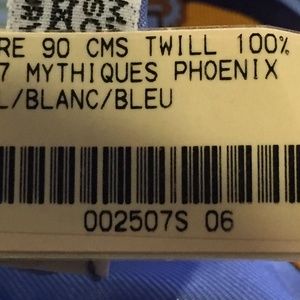 RE 90 CMS TWILL 100%
7 MYTHIQUES PHOENIX
L/BLANC/BLEU
002507S 06